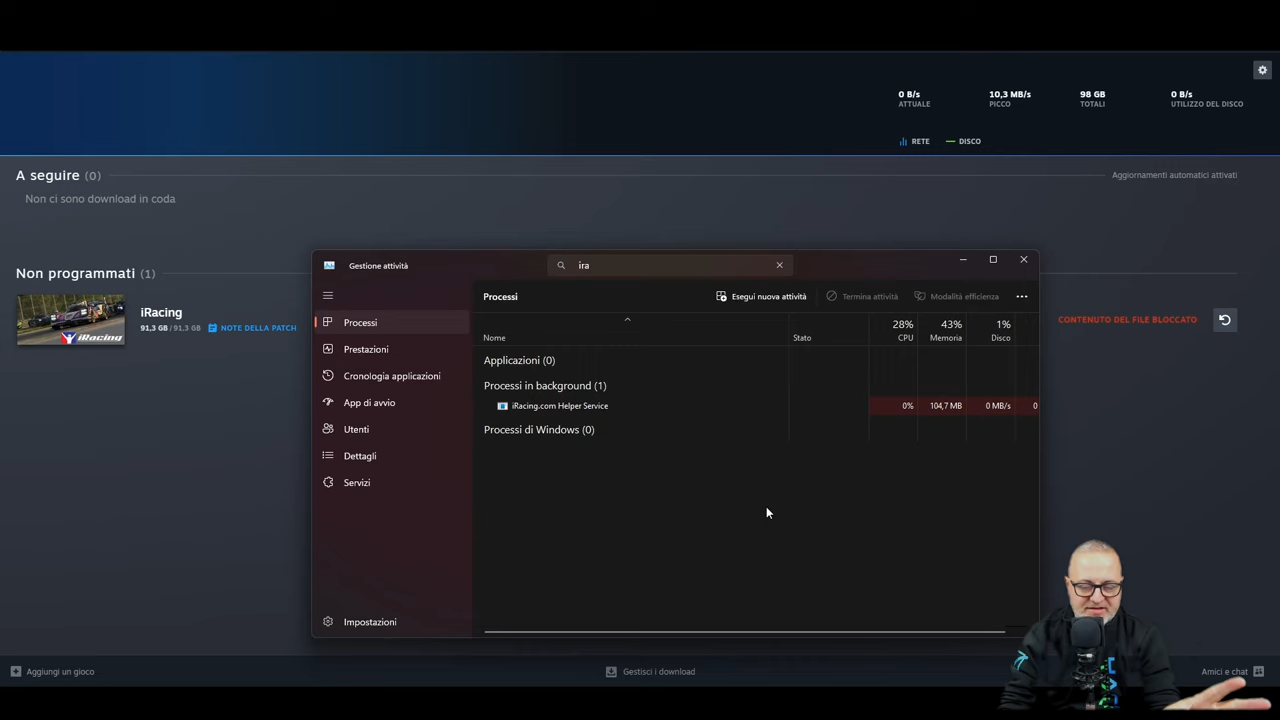 0 B/s
ATTUALE
10,3 MB/s
PICCO
98 GB
TOTALI
0 B/s
UTILIZZO DEL DISCO
RETE
DISCO
A seguire (0)
Aggiornamenti automatici attivati
Non ci sono download in coda
Non programmati (1)
iRacing
91,3 GB / 91,3 GB NOTE DELLA PATCH
iRacing
CONTENUTO DEL FILE BLOCCATO
Gestione attività
ira
Processi
Prestazioni
Cronologia applicazioni
App di avvio
Utenti
Dettagli
Servizi
Impostazioni
Processi
Esegui nuova attività
Termina attività
Modalità efficienza
Nome
Stato
28%
CPU
43%
Memoria
1%
Disco
Applicazioni (0)
Processi in background (1)
iRacing.com Helper Service
0%
104,7 MB
0 MB/s
0
Processi di Windows (0)
Aggiungi un gioco
Gestisci i download
Amici e chat